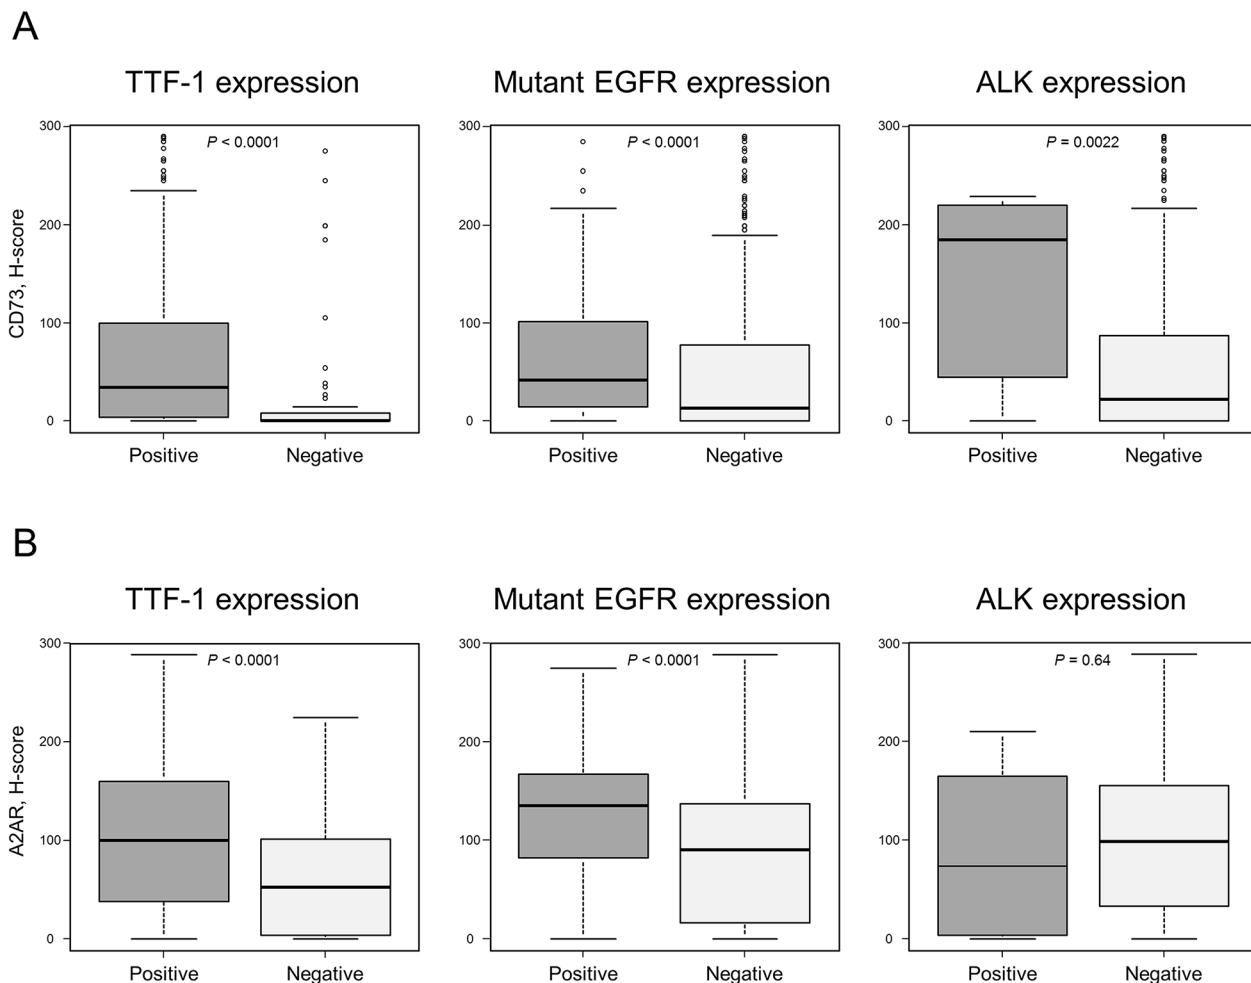 A
TTF-1 expression
Mutant EGFR expression
ALK expression
CD73, H-score
300
200
100
0
P < 0.0001
Positive
Negative
300
200
100
0
P < 0.0001
Positive
Negative
300
200
100
0
P = 0.0022
Positive
Negative
B
TTF-1 expression
Mutant EGFR expression
ALK expression
A2AR, H-score
300
200
100
0
P < 0.0001
Positive
Negative
300
200
100
0
P < 0.0001
Positive
Negative
300
200
100
0
P = 0.64
Positive
Negative